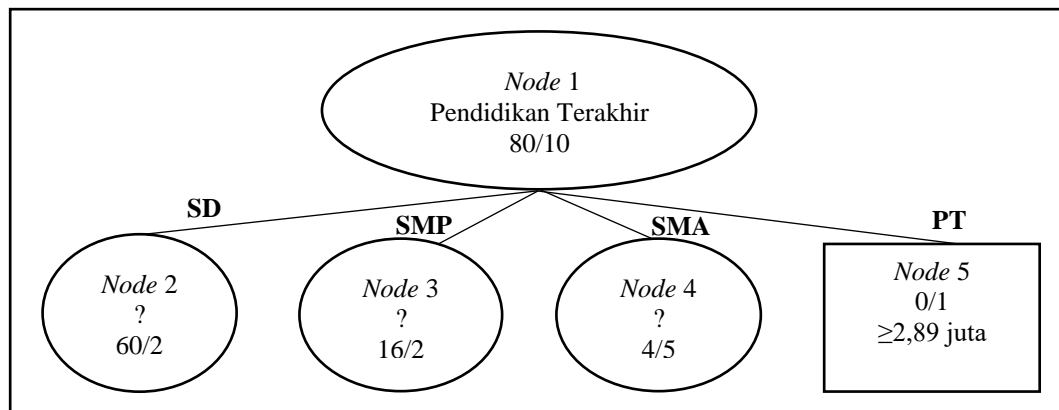 Node 1
Pendidikan Terakhir
80/10
SD
SMP
SMA
PT
Node 2
?
60/2
Node 3
?
16/2
Node 4
?
4/5
Node 5
0/1
≥2,89 juta